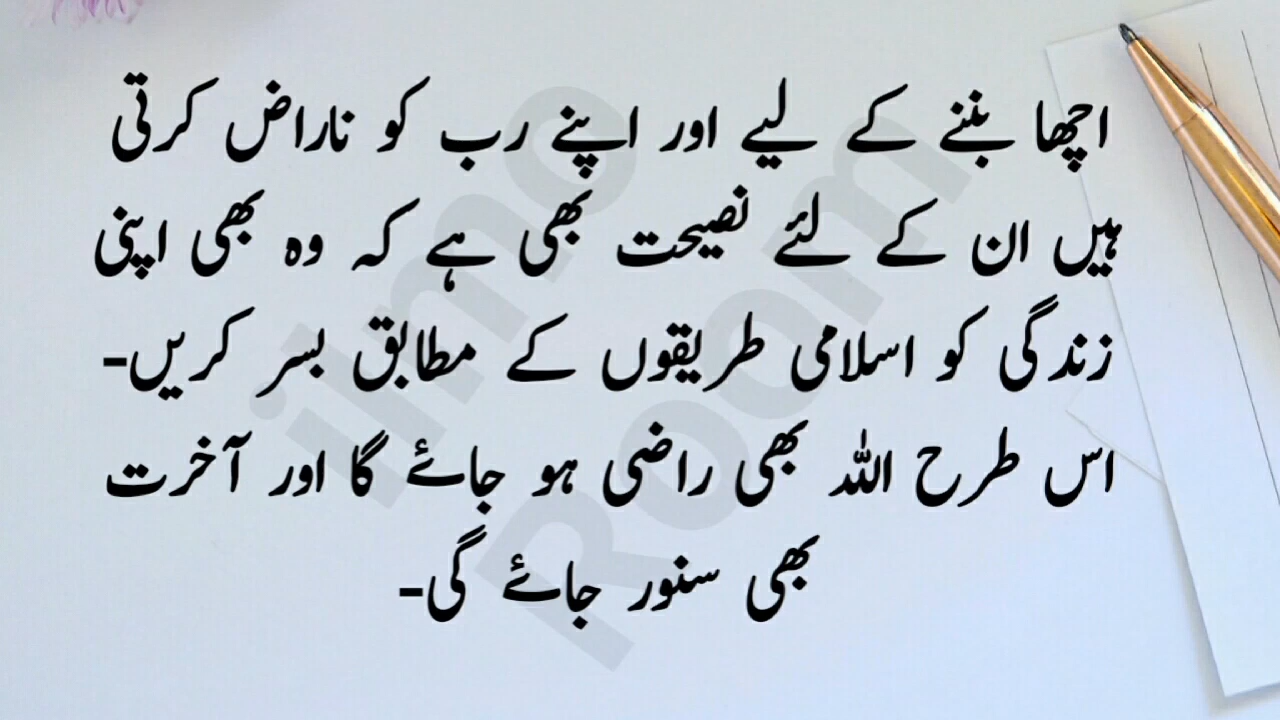 اچھا بننے کے لیے اور اپنے رب کو ناراض کرتی
ہیں ان کے لئے نصیحت بھی ہے کہ وہ بھی اپنی
زندگی کو اسلامی طریقوں کے مطابق بسر کریں-
اس طرح اللہ بھی راضی ہو جائے گا اور آخرت
بھی سنور جائے گی-
imo
Room